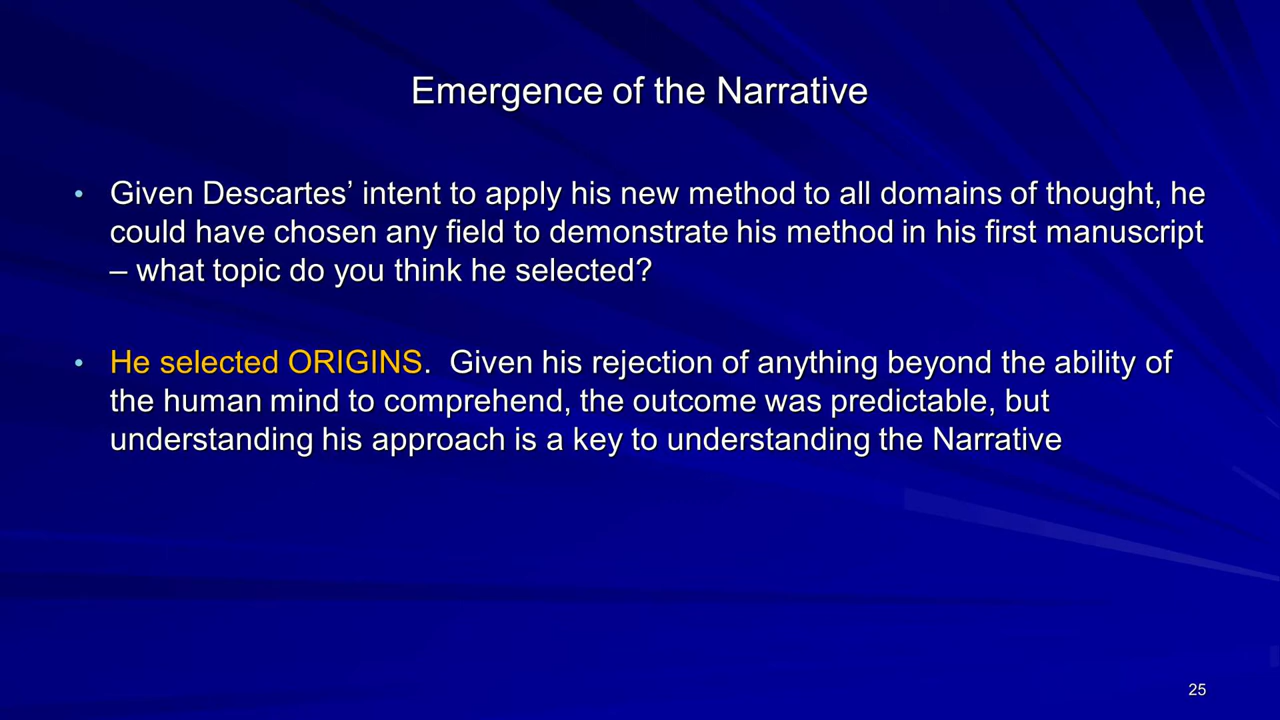 Emergence of the Narrative
• Given Descartes’ intent to apply his new method to all domains of thought, he
could have chosen any field to demonstrate his method in his first manuscript
– what topic do you think he selected?
• He selected ORIGINS.  Given his rejection of anything beyond the ability of
the human mind to comprehend, the outcome was predictable, but
understanding his approach is a key to understanding the Narrative
25